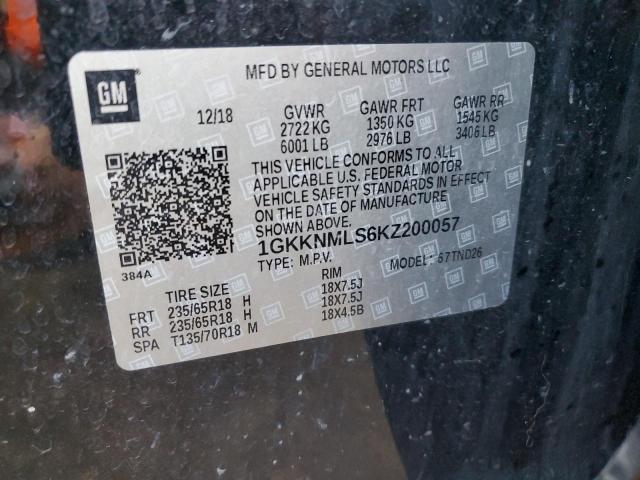 GM
MFD BY GENERAL MOTORS LLC
12/18 GVWR GAWR FRT GAWR RR
2722 KG 1350 KG 1545 KG
6001 LB 2976 LB 3406 LB
THIS VEHICLE CONFORMS TO ALL
APPLICABLE U.S. FEDERAL MOTOR
VEHICLE SAFETY STANDARDS IN EFFECT
ON THE DATE OF MANUFACTURE
SHOWN ABOVE.
1GKKNMLS6KZ200057
384A TYPE: M.P.V. MODEL: 67TND26
TIRE SIZE RIM
FRT 235/65R18 H 18X7.5J
RR 235/65R18 H 18X7.5J
SPA T135/70R18 M 18X4.5B